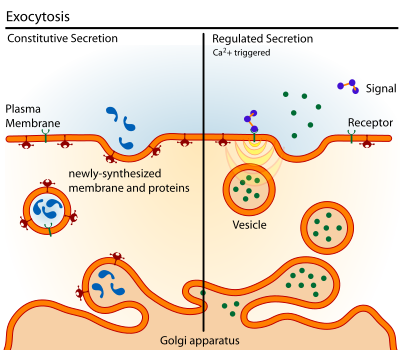 Exocytosis
Constitutive Secretion
Regulated Secretion
Ca²+ triggered
Signal
Plasma
Membrane
Receptor
newly-synthesized
membrane and proteins
Vesicle
Golgi apparatus